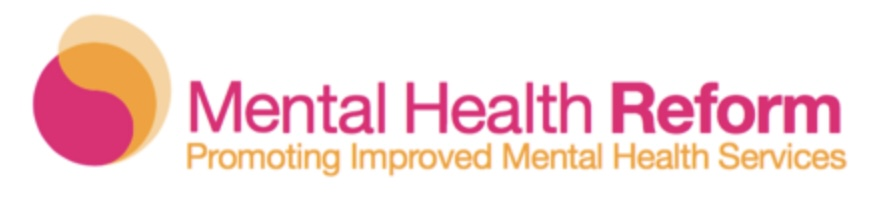 Mental Health Reform
Promoting Improved Mental Health Services